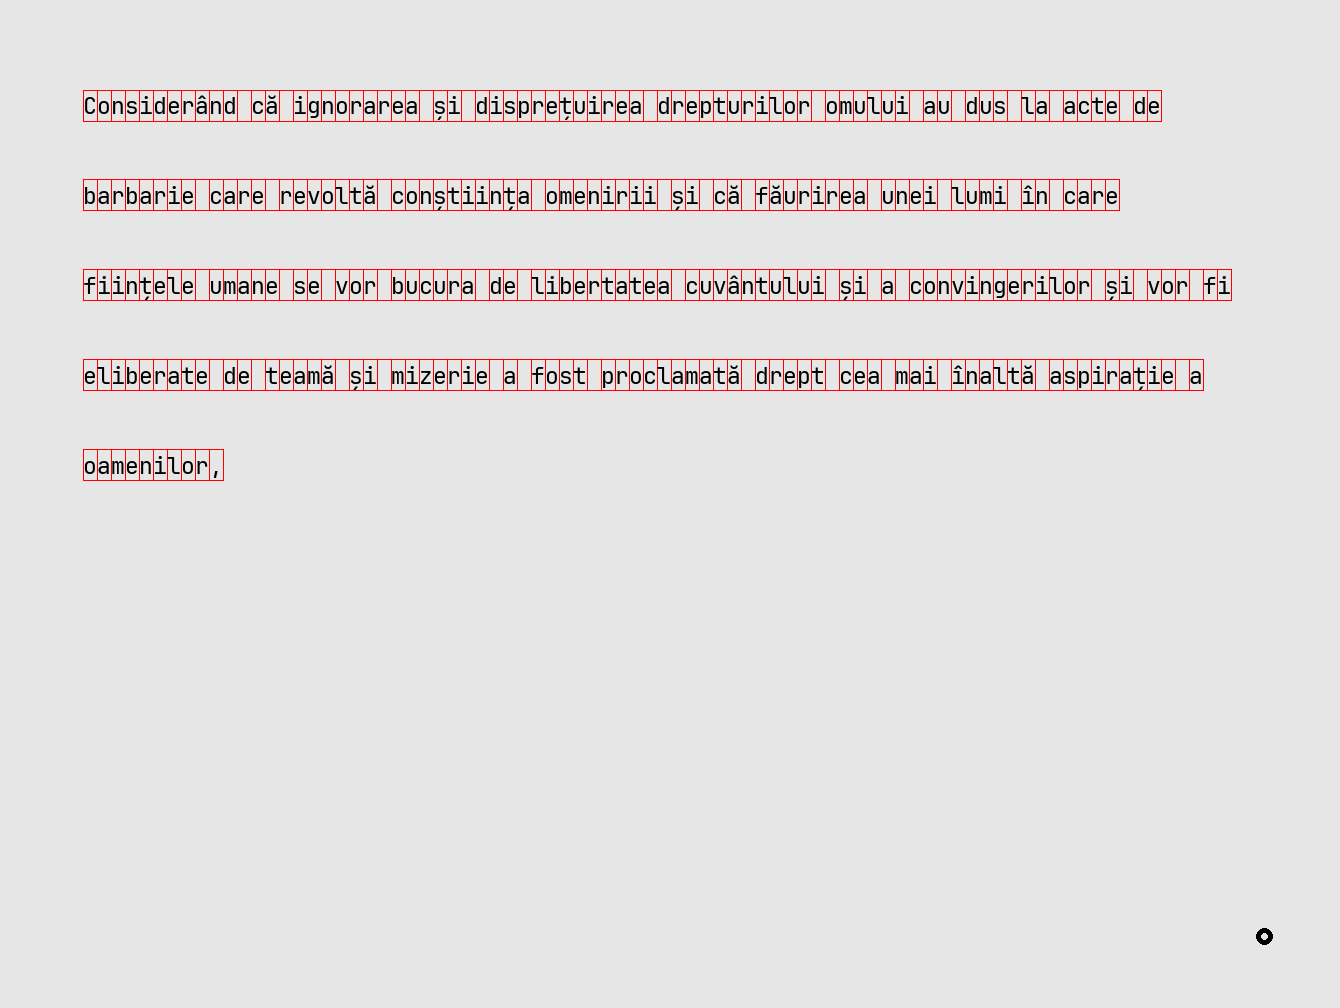 Considerând că ignorarea și disprețuirea drepturilor omului au dus la acte de
barbarie care revoltă conștiința omenirii și că făurirea unei lumi în care
ființele umane se vor bucura de libertatea cuvântului și a convingerilor și vor fi
eliberate de teamă și mizerie a fost proclamată drept cea mai înaltă aspirație a
oamenilor,